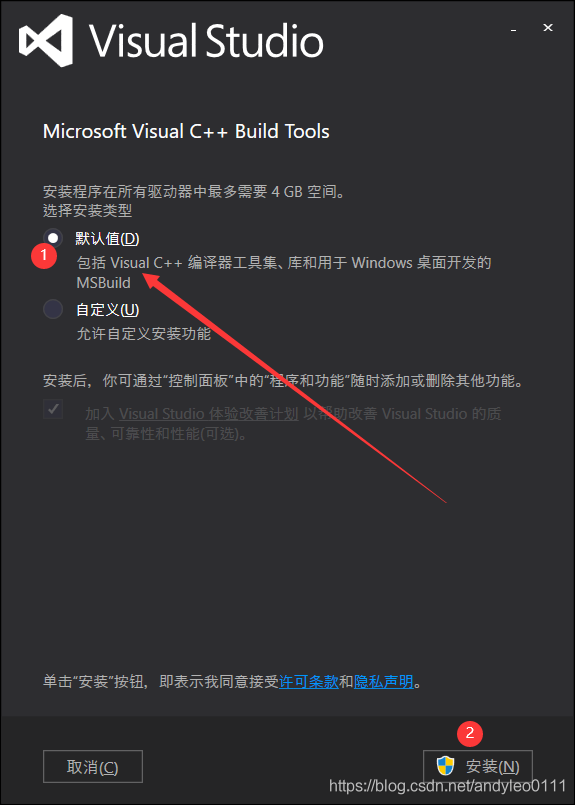 Visual Studio
Microsoft Visual C++ Build Tools
安装程序在所有驱动器中最多需要 4 GB 空间。
选择安装类型
默认值(D)
1
包括 Visual C++ 编译器工具集、库和用于 Windows 桌面开发的
MSBuild
自定义(U)
允许自定义安装功能
安装后，你可通过“控制面板”中的“程序和功能”随时添加或删除其他功能。
加入 Visual Studio 体验改善计划 以帮助改善 Visual Studio 的质
量、可靠性和性能(可选)。
单击“安装”按钮，即表示我同意接受许可条款和隐私声明。
2
取消(C)
安装(N)
https://blog.csdn.net/andyleo0111